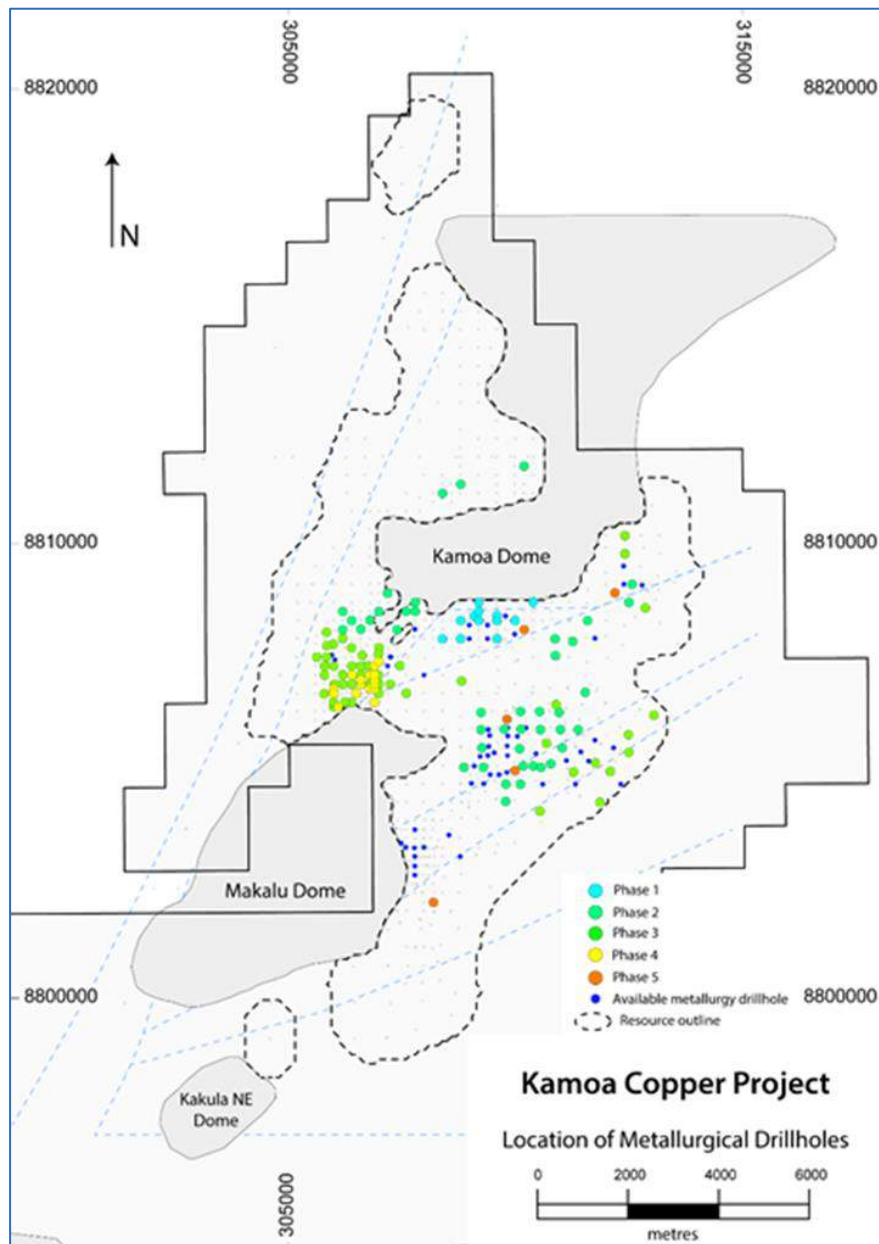 305000
315000
8820000
8820000
N
8810000
8810000
Kamoa Dome
Makalu Dome
Phase 1
Phase 2
Phase 3
Phase 4
Phase 5
Available metallurgy drillhole
Resource outline
8800000
8800000
Kakula NE
Dome
Kamoa Copper Project
Location of Metallurgical Drillholes
305000
0 2000 4000 6000
metres